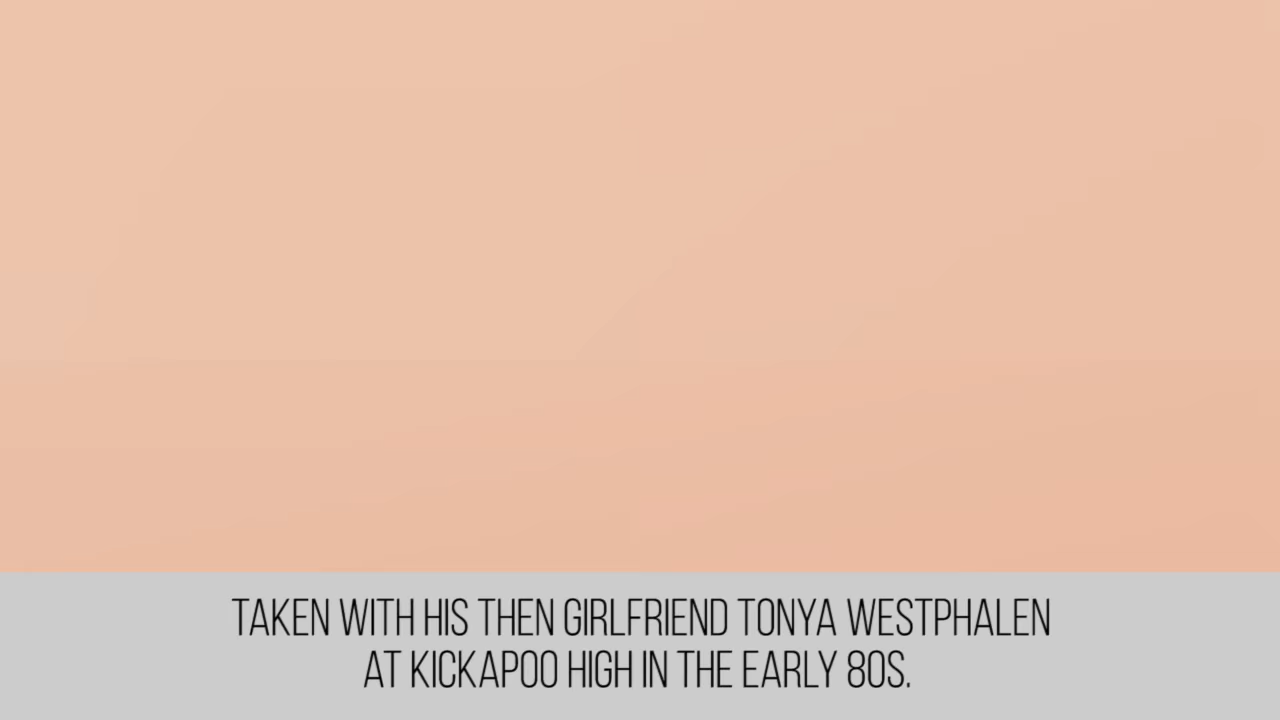 TAKEN WITH HIS THEN GIRLFRIEND TONYA WESTPHALEN
AT KICKAPOO HIGH IN THE EARLY 80S.